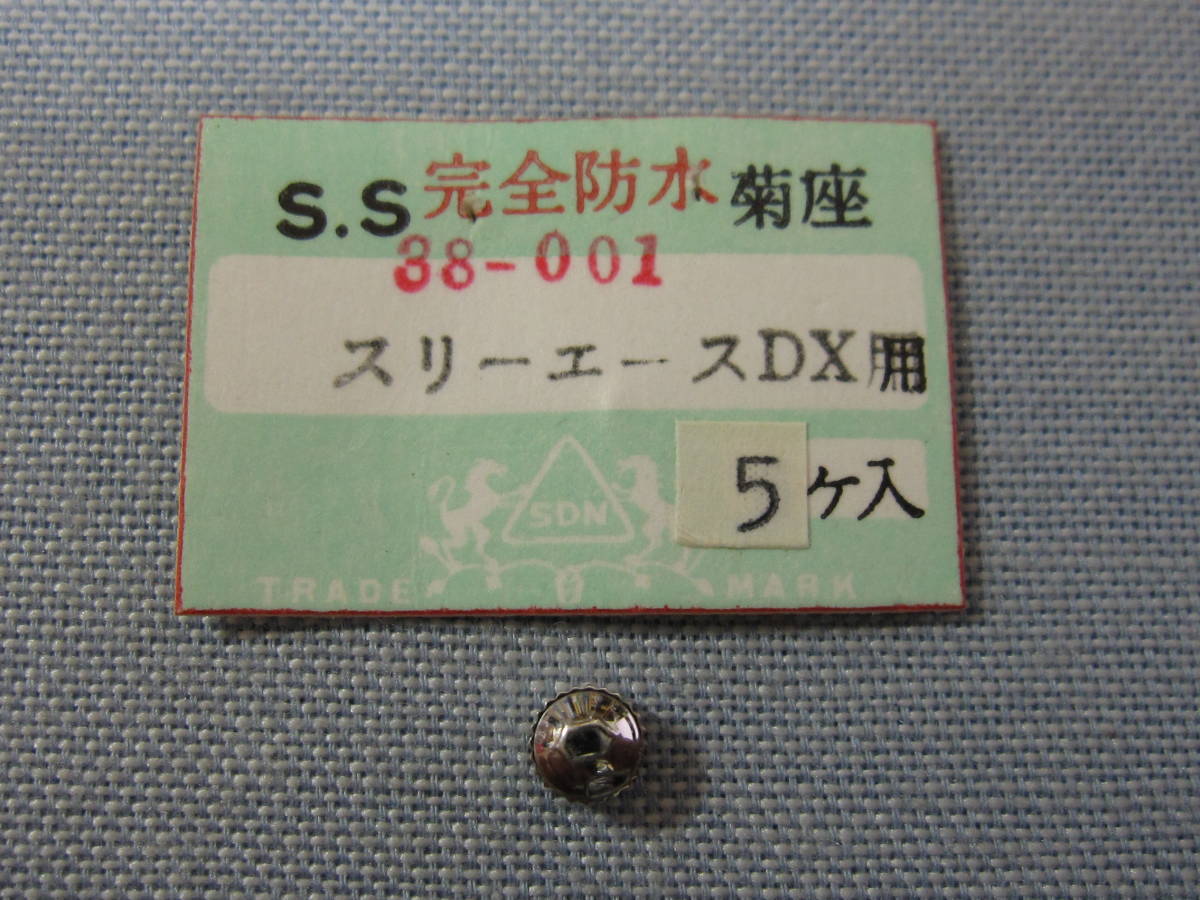 S.S 完全防水 菊座
38-001
スリーエースDX用
5ヶ入
SDN
TRADE MARK